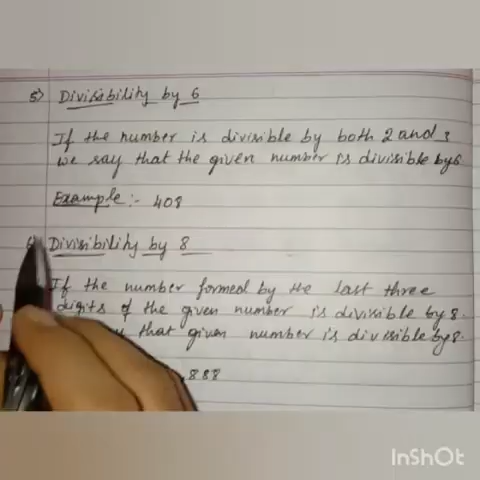 5) Divisibility by 6
If the number is divisible by both 2 and 3
we say that the given number is divisible by 6
Example :- 408
Divisibility by 8
If the number formed by the last three
digits of the given number is divisible by 8.
that given number is divisible by 8.
888
InShOt